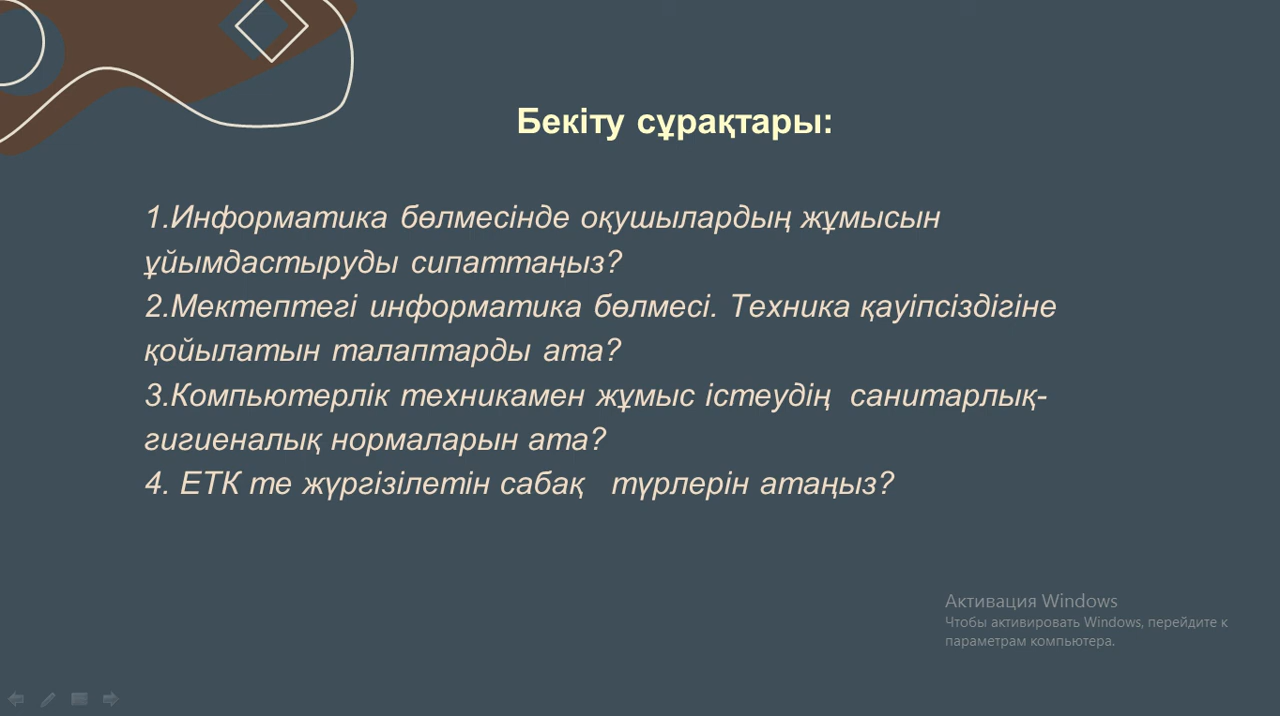 Бекіту сұрақтары:
1.Информатика бөлмесінде оқушылардың жұмысын
ұйымдастыруды сипаттаңыз?
2.Мектептегі информатика бөлмесі. Техника қауіпсіздігіне
қойылатын талаптарды ата?
3.Компьютерлік техникамен жұмыс істеудің санитарлық-
гигиеналық нормаларын ата?
4. ЕТК те жүргізілетін сабақ түрлерін атаңыз?
Активация Windows
Чтобы активировать Windows, перейдите к
параметрам компьютера.